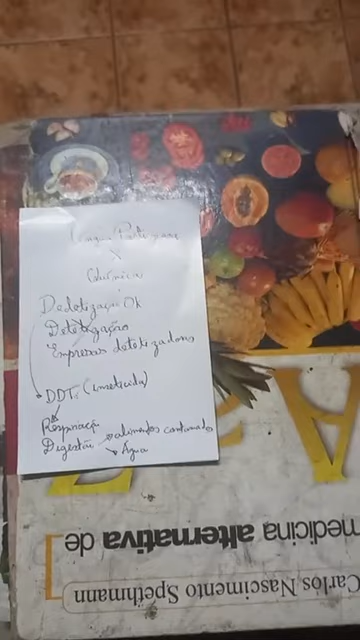 Língua Portuguesa
X
Química
Dedetização Ok
Detetização
Empresas detetizadoras
DDT. (inseticida)
Respiração
Digestão alimentos contaminados
Água
A Z
medicina alternativa de
Carlos Nascimento Spethmann